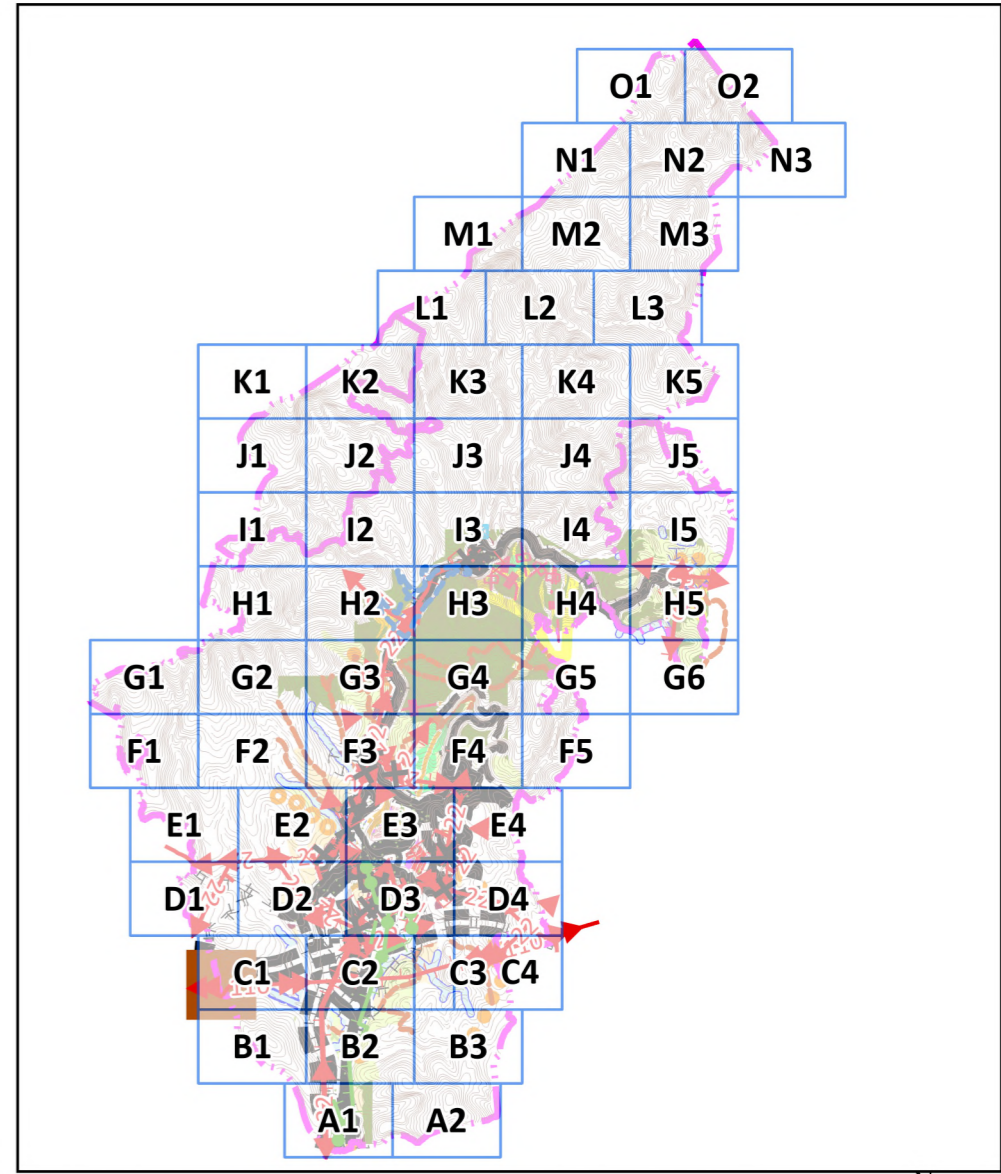 O1 O2
N1 N2 N3
M1 M2 M3
L1 L2 L3
K1 K2 K3 K4 K5
J1 J2 J3 J4 J5
I1 I2 I3 I4 I5
H1 H2 H3 H4 H5
G1 G2 G3 G4 G5 G6
F1 F2 F3 F4 F5
E1 E2 E3 E4
D1 D2 D3 D4
C1 C2 C3 C4
B1 B2 B3
A1 A2